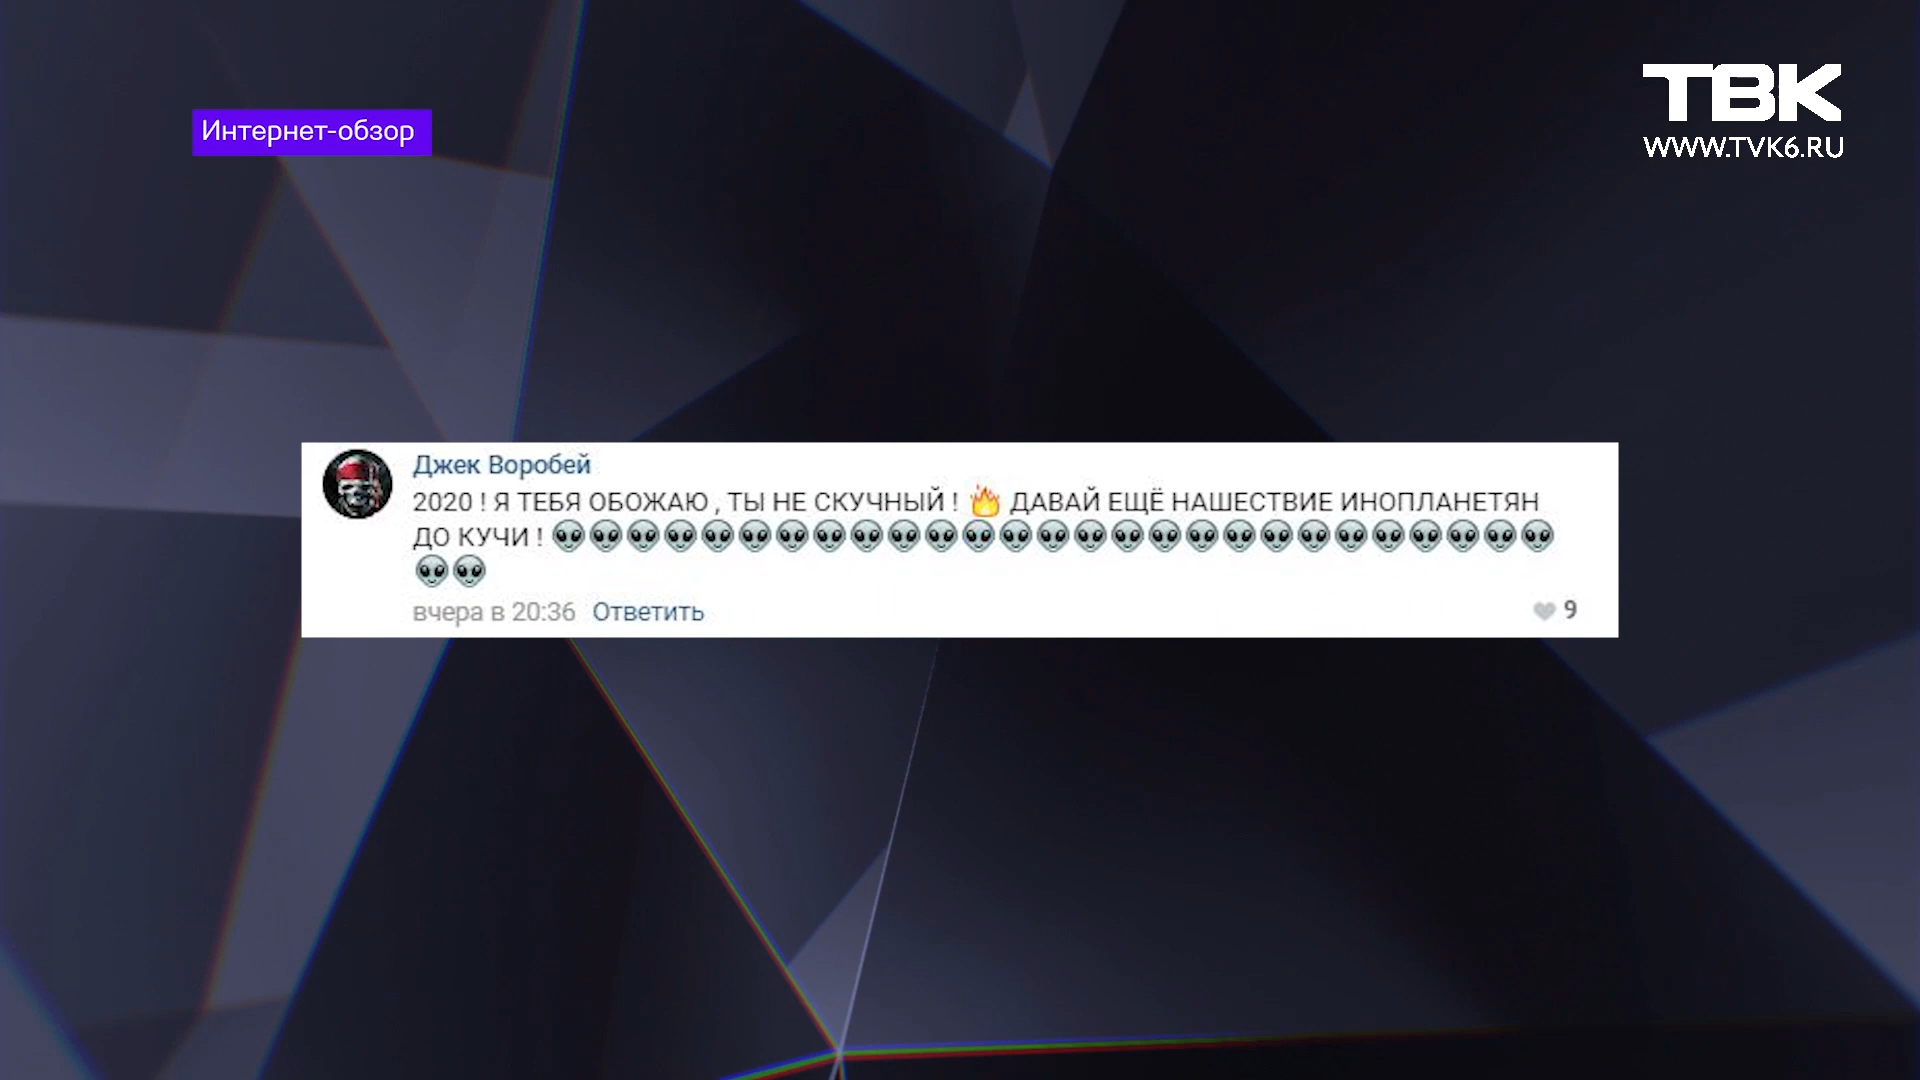 Интернет-обзор
ТВК
WWW.TVK6.RU
Джек Воробей
2020 ! Я ТЕБЯ ОБОЖАЮ , ТЫ НЕ СКУЧНЫЙ ! 🔥 ДАВАЙ ЕЩЁ НАШЕСТВИЕ ИНОПЛАНЕТЯН
ДО КУЧИ ! 👽👽👽👽👽👽👽👽👽👽👽👽👽👽👽👽👽👽👽👽👽👽👽👽👽👽👽
👽👽
вчера в 20:36 Ответить 9